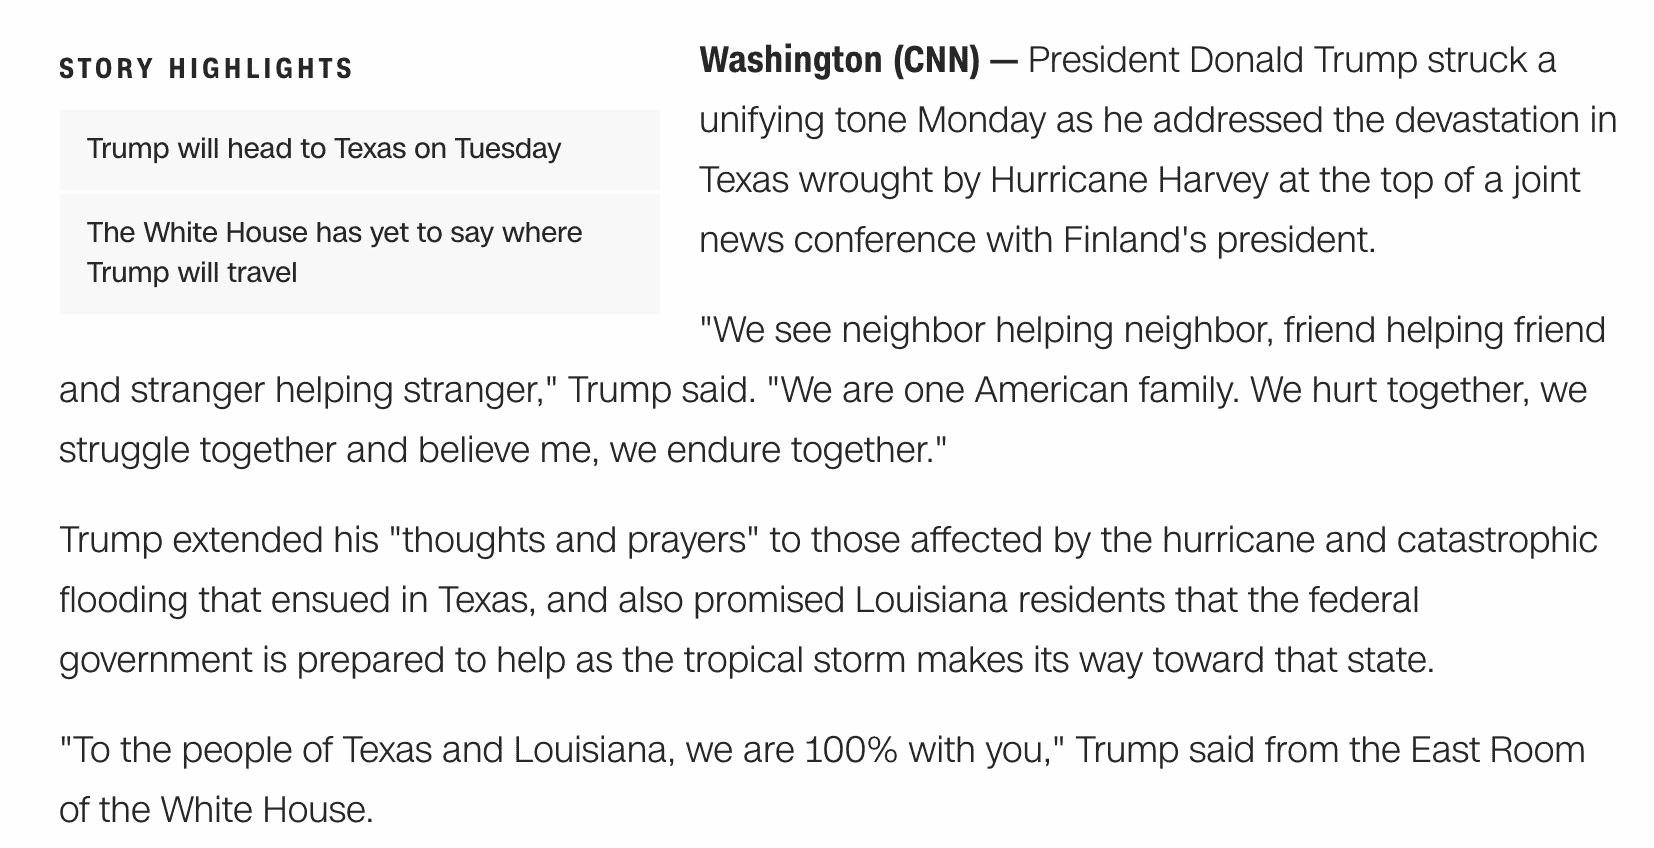 STORY HIGHLIGHTS
Trump will head to Texas on Tuesday
The White House has yet to say where
Trump will travel
Washington (CNN) — President Donald Trump struck a
unifying tone Monday as he addressed the devastation in
Texas wrought by Hurricane Harvey at the top of a joint
news conference with Finland's president.
"We see neighbor helping neighbor, friend helping friend
and stranger helping stranger," Trump said. "We are one American family. We hurt together, we
struggle together and believe me, we endure together."
Trump extended his "thoughts and prayers" to those affected by the hurricane and catastrophic
flooding that ensued in Texas, and also promised Louisiana residents that the federal
government is prepared to help as the tropical storm makes its way toward that state.
"To the people of Texas and Louisiana, we are 100% with you," Trump said from the East Room
of the White House.